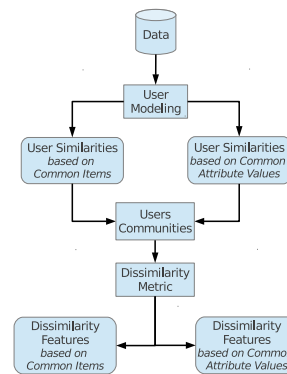 Data
User
Modeling
User Similarities
based on
Common Items
User Similarities
based on Common
Attribute Values
Users
Communities
Dissimilarity
Metric
Dissimilarity
Features
based on
Common Items
Dissimilarity
Features
based on Common
Attribute Values